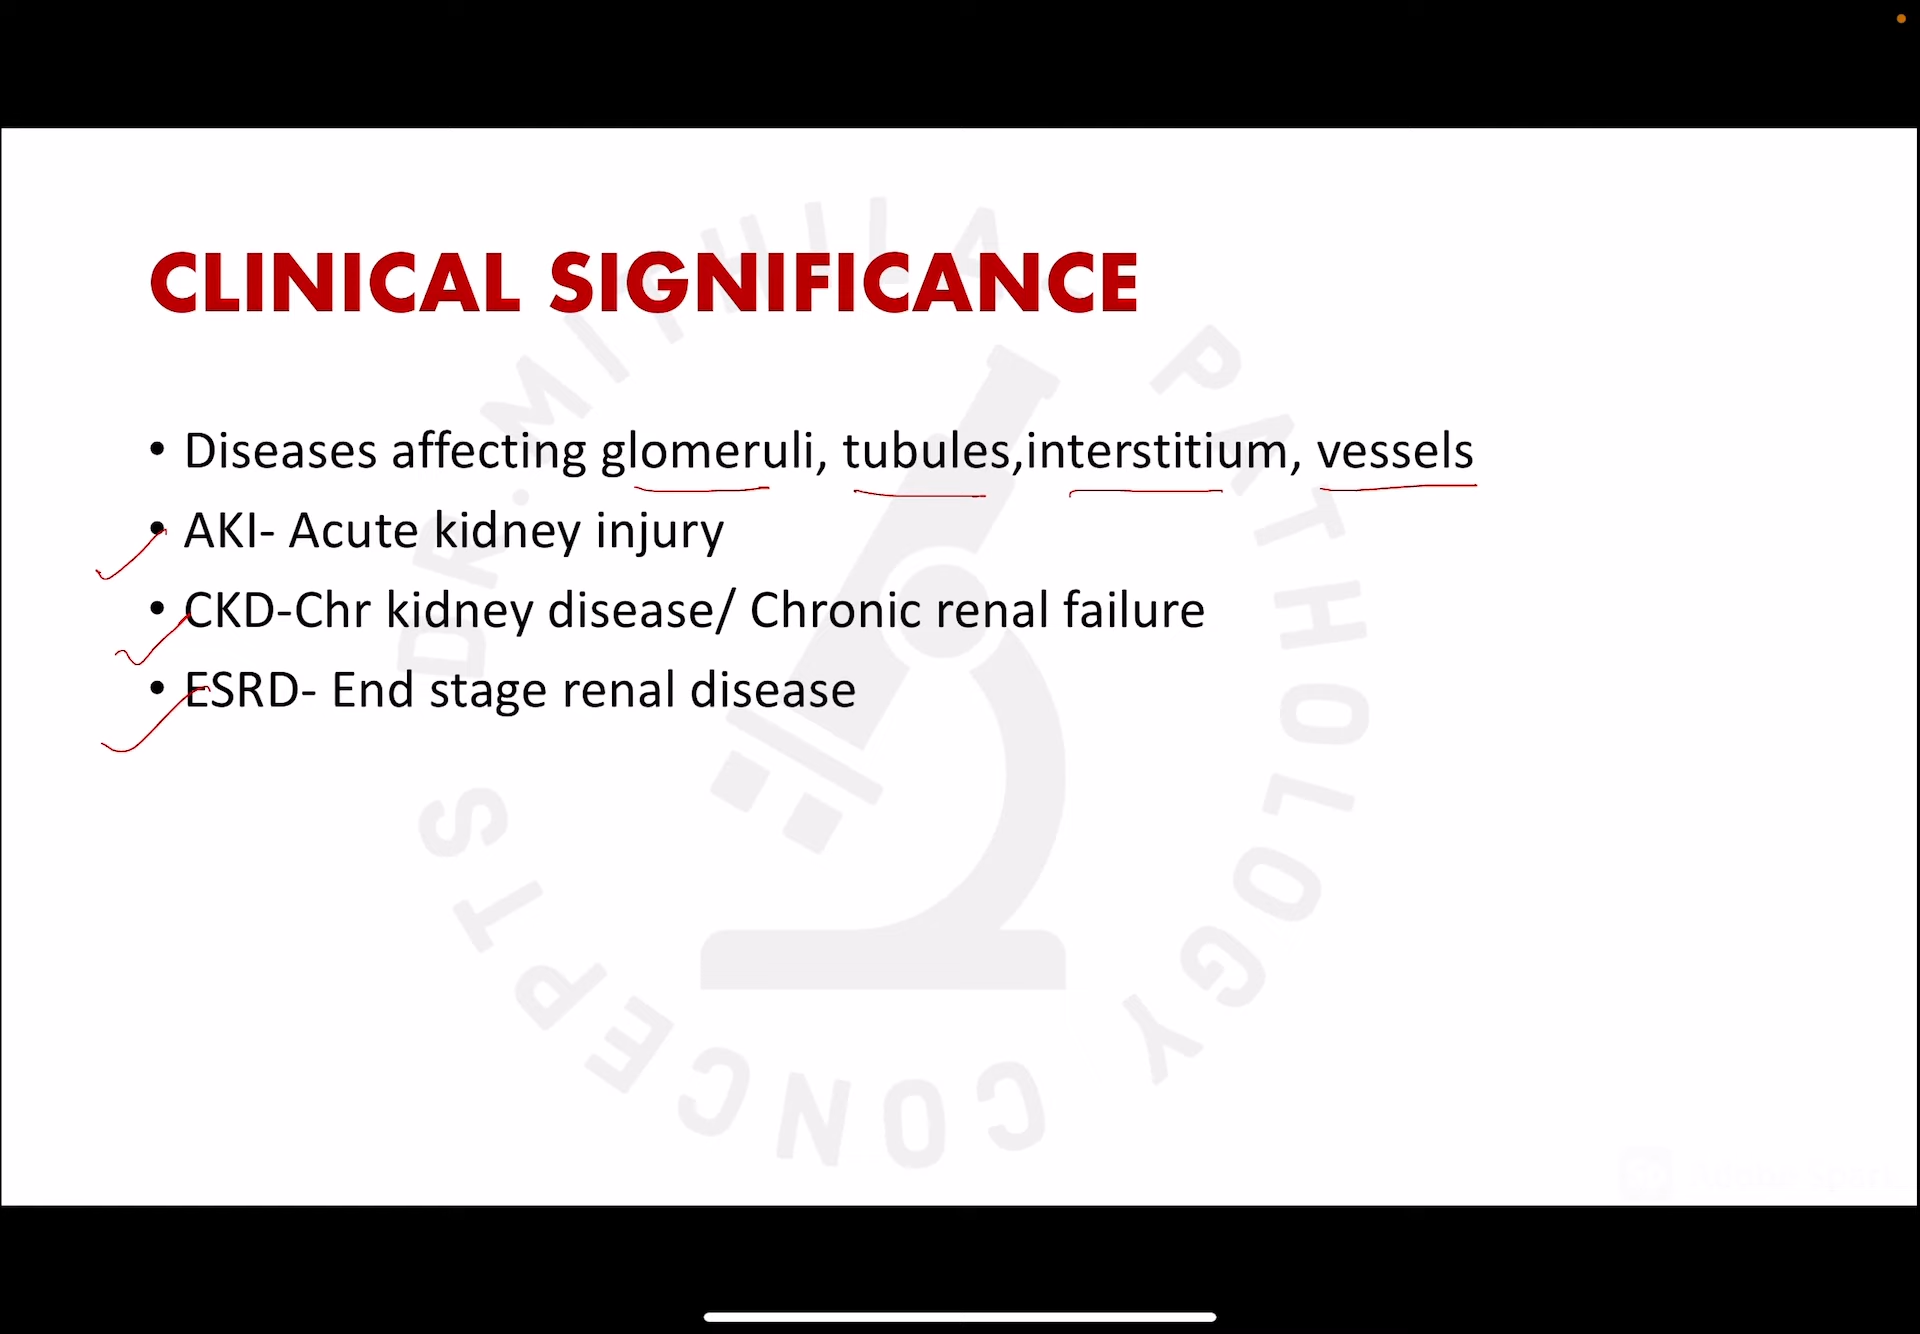 CLINICAL SIGNIFICANCE
• Diseases affecting glomeruli, tubules,interstitium, vessels
• AKI- Acute kidney injury
• CKD-Chr kidney disease/ Chronic renal failure
• ESRD- End stage renal disease
DR.MIHILA PATHOLOGY CONCEPTS